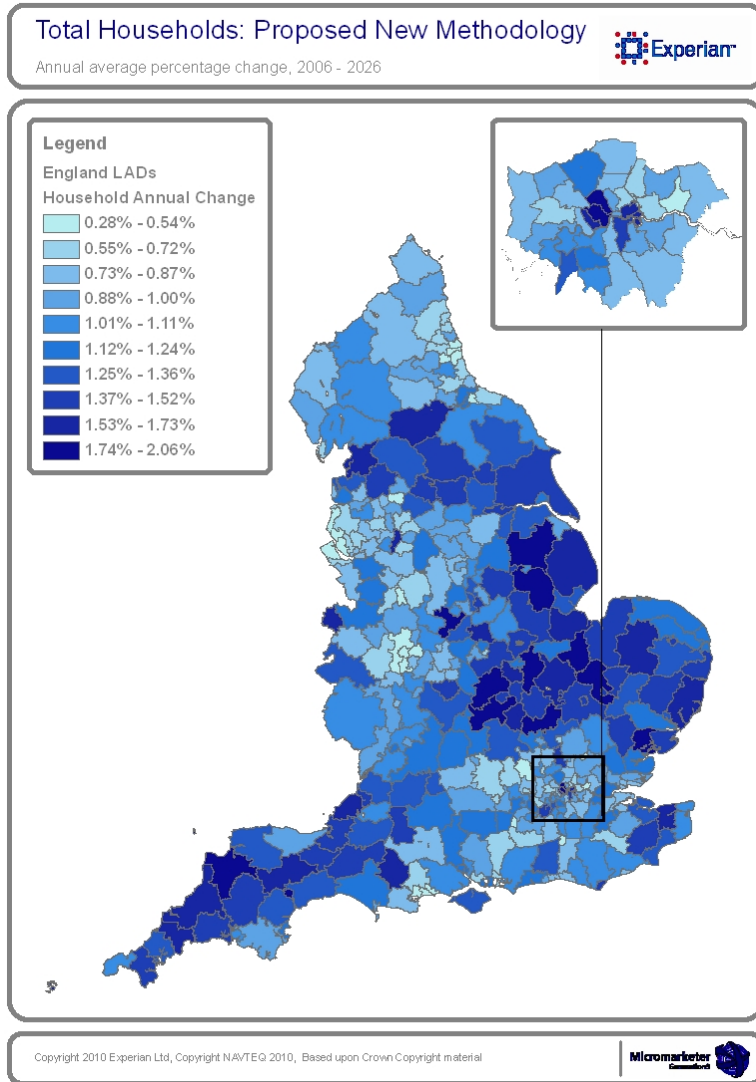 Total Households: Proposed New Methodology
Experian™
Annual average percentage change, 2006 - 2026
Legend
England LADs
Household Annual Change
0.28% - 0.54%
0.55% - 0.72%
0.73% - 0.87%
0.88% - 1.00%
1.01% - 1.11%
1.12% - 1.24%
1.25% - 1.36%
1.37% - 1.52%
1.53% - 1.73%
1.74% - 2.06%
Copyright 2010 Experian Ltd, Copyright NAVTEQ 2010, Based upon Crown Copyright material
Micromarketer
Generation3